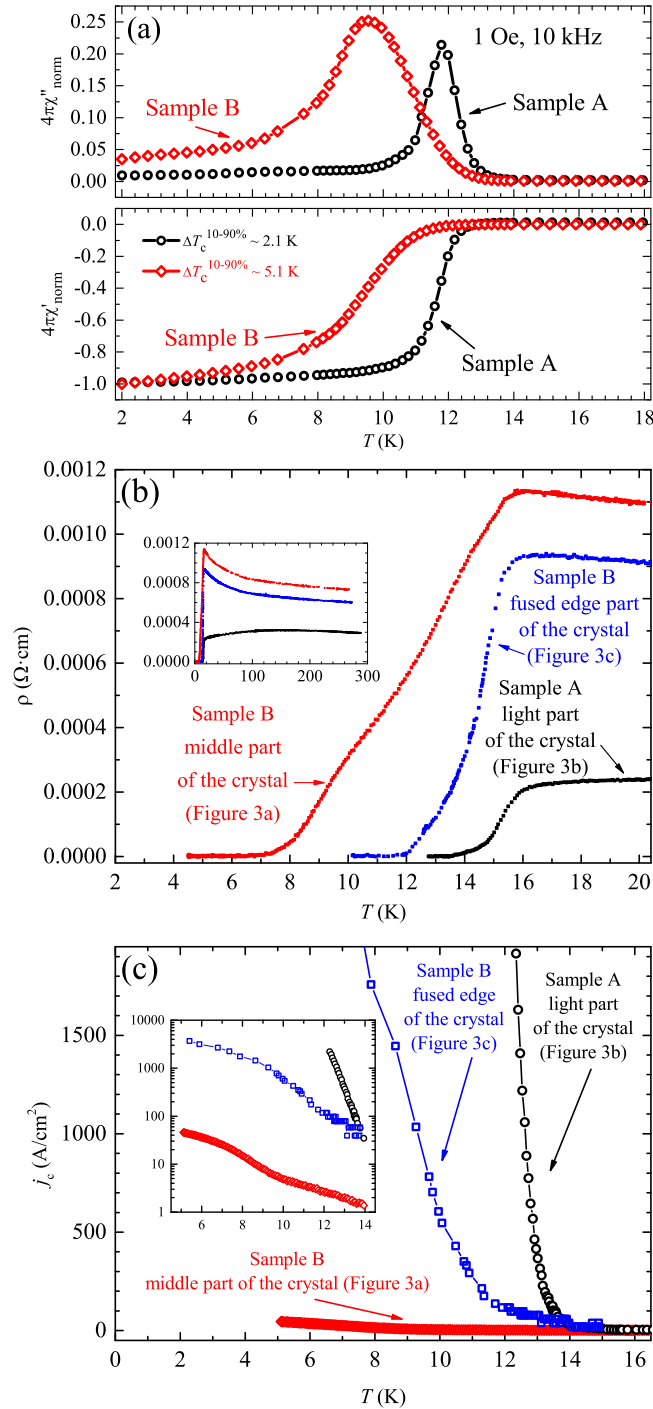 (a)
1 Oe, 10 kHz
0.25
0.20
0.15
0.10
0.05
0.00
4πχ''norm
Sample B
Sample A
0.0
-0.2
-0.4
-0.6
-0.8
-1.0
4πχ'norm
ΔTc10-90% ~ 2.1 K
ΔTc10-90% ~ 5.1 K
Sample B
Sample A
2 4 6 8 10 12 14 16 18
T (K)
(b)
0.0012
0.0010
0.0008
0.0006
0.0004
0.0002
0.0000
ρ (Ω·cm)
0.0012
0.0008
0.0004
0.0000
0 100 200 300
Sample B
fused edge part
of the crystal
(Figure 3c)
Sample A
light part
of the crystal
(Figure 3b)
Sample B
middle part
of the crystal
(Figure 3a)
2 4 6 8 10 12 14 16 18 20
T (K)
(c)
1500
1000
500
0
jc (A/cm2)
Sample B
fused edge
of the crystal
(Figure 3c)
Sample A
light part
of the crystal
(Figure 3b)
10000
1000
100
10
1
6 8 10 12 14
Sample B
middle part of the crystal (Figure 3a)
0 2 4 6 8 10 12 14 16
T (K)